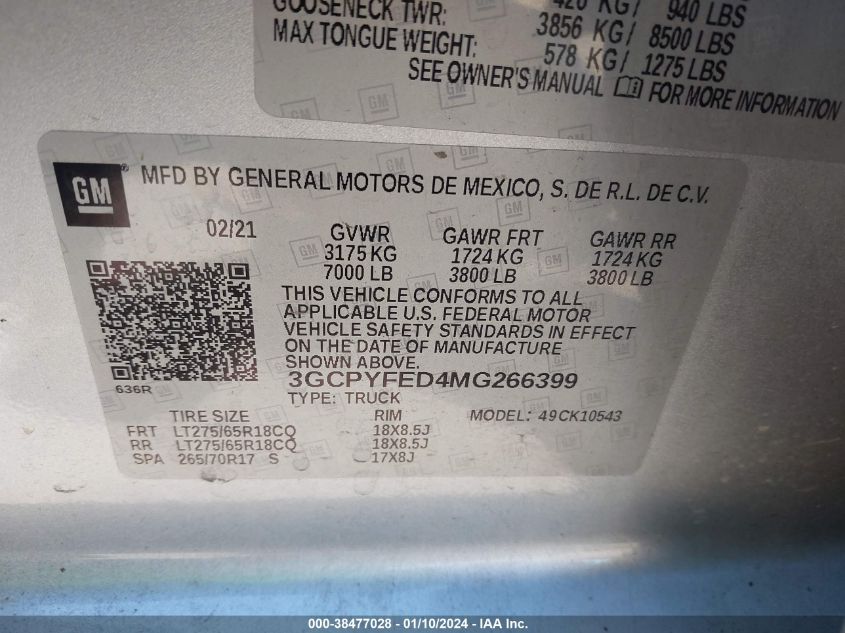 GOOSENECK TWR: 3856 KG/ 8500 LBS
MAX TONGUE WEIGHT: 578 KG/ 1275 LBS
SEE OWNER'S MANUAL FOR MORE INFORMATION
GM ® MFD BY GENERAL MOTORS DE MEXICO, S. DE R.L. DE C.V.
02/21 GVWR GAWR FRT GAWR RR
3175 KG 1724 KG 1724 KG
7000 LB 3800 LB 3800 LB
THIS VEHICLE CONFORMS TO ALL
APPLICABLE U.S. FEDERAL MOTOR
VEHICLE SAFETY STANDARDS IN EFFECT
ON THE DATE OF MANUFACTURE
SHOWN ABOVE.
636R 3GCPYFED4MG266399
TYPE: TRUCK
TIRE SIZE RIM MODEL: 49CK10543
FRT LT275/65R18CQ 18X8.5J
RR LT275/65R18CQ 18X8.5J
SPA 265/70R17 S 17X8J
000-38477028 - 01/10/2024 - IAA Inc.